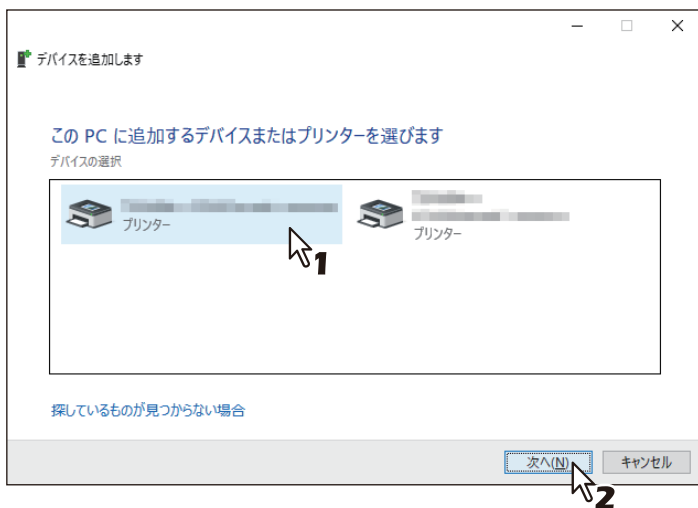 デバイスを追加します
この PC に追加するデバイスまたはプリンターを選びます
デバイスの選択
プリンター
プリンター
1
探しているものが見つからない場合
次へ(N)
キャンセル
2